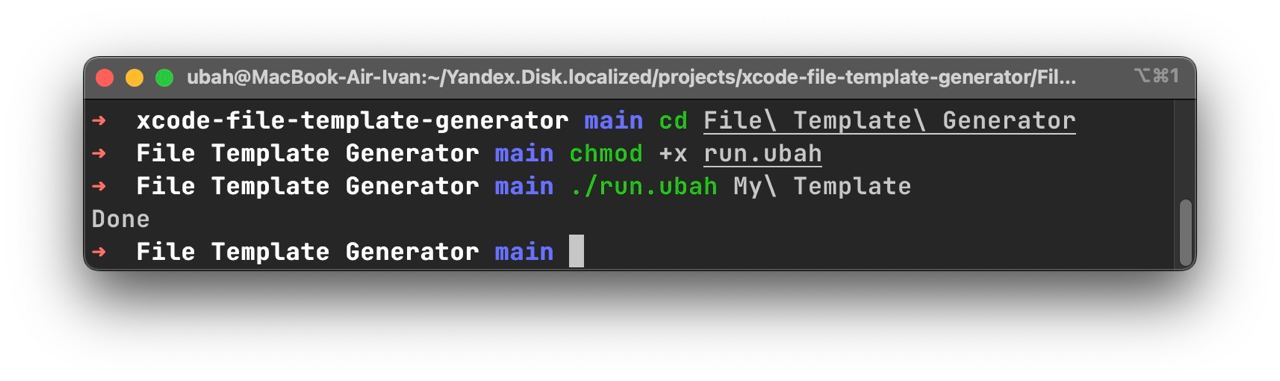 ubah@MacBook-Air-Ivan:~/Yandex.Disk.localized/projects/xcode-file-template-generator/Fil... ⌥⌘1
➜ xcode-file-template-generator main cd File\ Template\ Generator
➜ File Template Generator main chmod +x run.ubah
➜ File Template Generator main ./run.ubah My\ Template
Done
➜ File Template Generator main